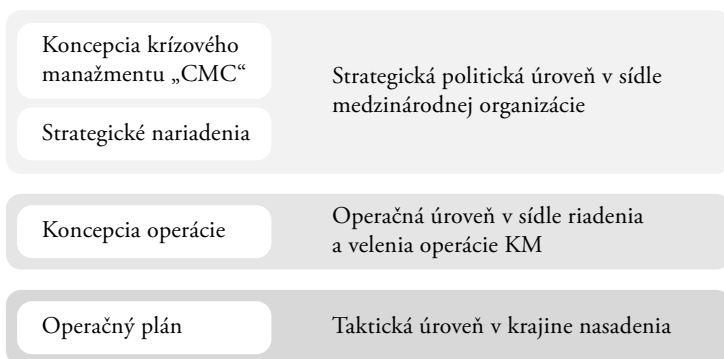 Koncepcia krízového
manažmentu „CMC“
Strategické nariadenia
Strategická politická úroveň v sídle
medzinárodnej organizácie
Koncepcia operácie
Operačná úroveň v sídle riadenia
a velenia operácie KM
Operačný plán
Taktická úroveň v krajine nasadenia